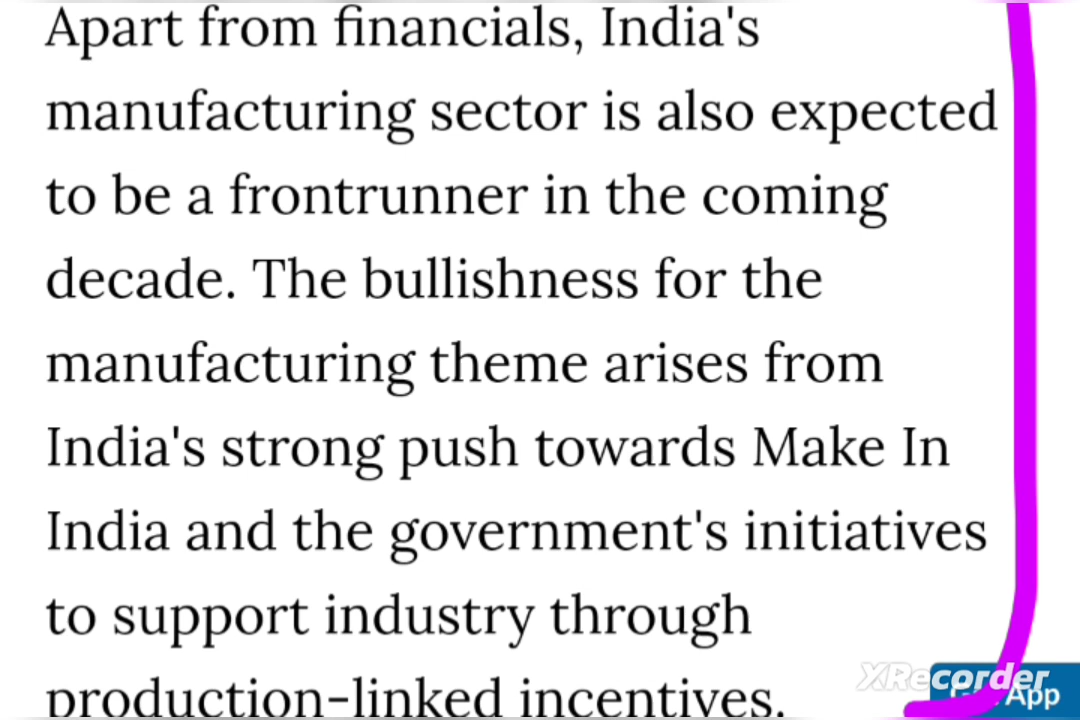 Apart from financials, India's
manufacturing sector is also expected
to be a frontrunner in the coming
decade. The bullishness for the
manufacturing theme arises from
India's strong push towards Make In
India and the government's initiatives
to support industry through
production-linked incentives.
XRecorder
App